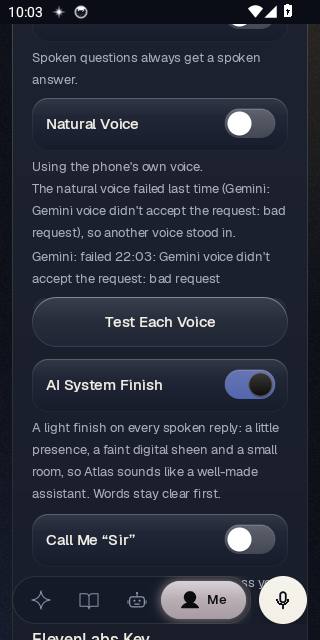 10:03
Spoken questions always get a spoken
answer.
Natural Voice
Using the phone's own voice.
The natural voice failed last time (Gemini:
Gemini voice didn't accept the request: bad
request), so another voice stood in.
Gemini: failed 22:03: Gemini voice didn't
accept the request: bad request
Test Each Voice
AI System Finish
A light finish on every spoken reply: a little
presence, a faint digital sheen and a small
room, so Atlas sounds like a well-made
assistant. Words stay clear first.
Call Me “Sir”
Me
ElevenLabs Key